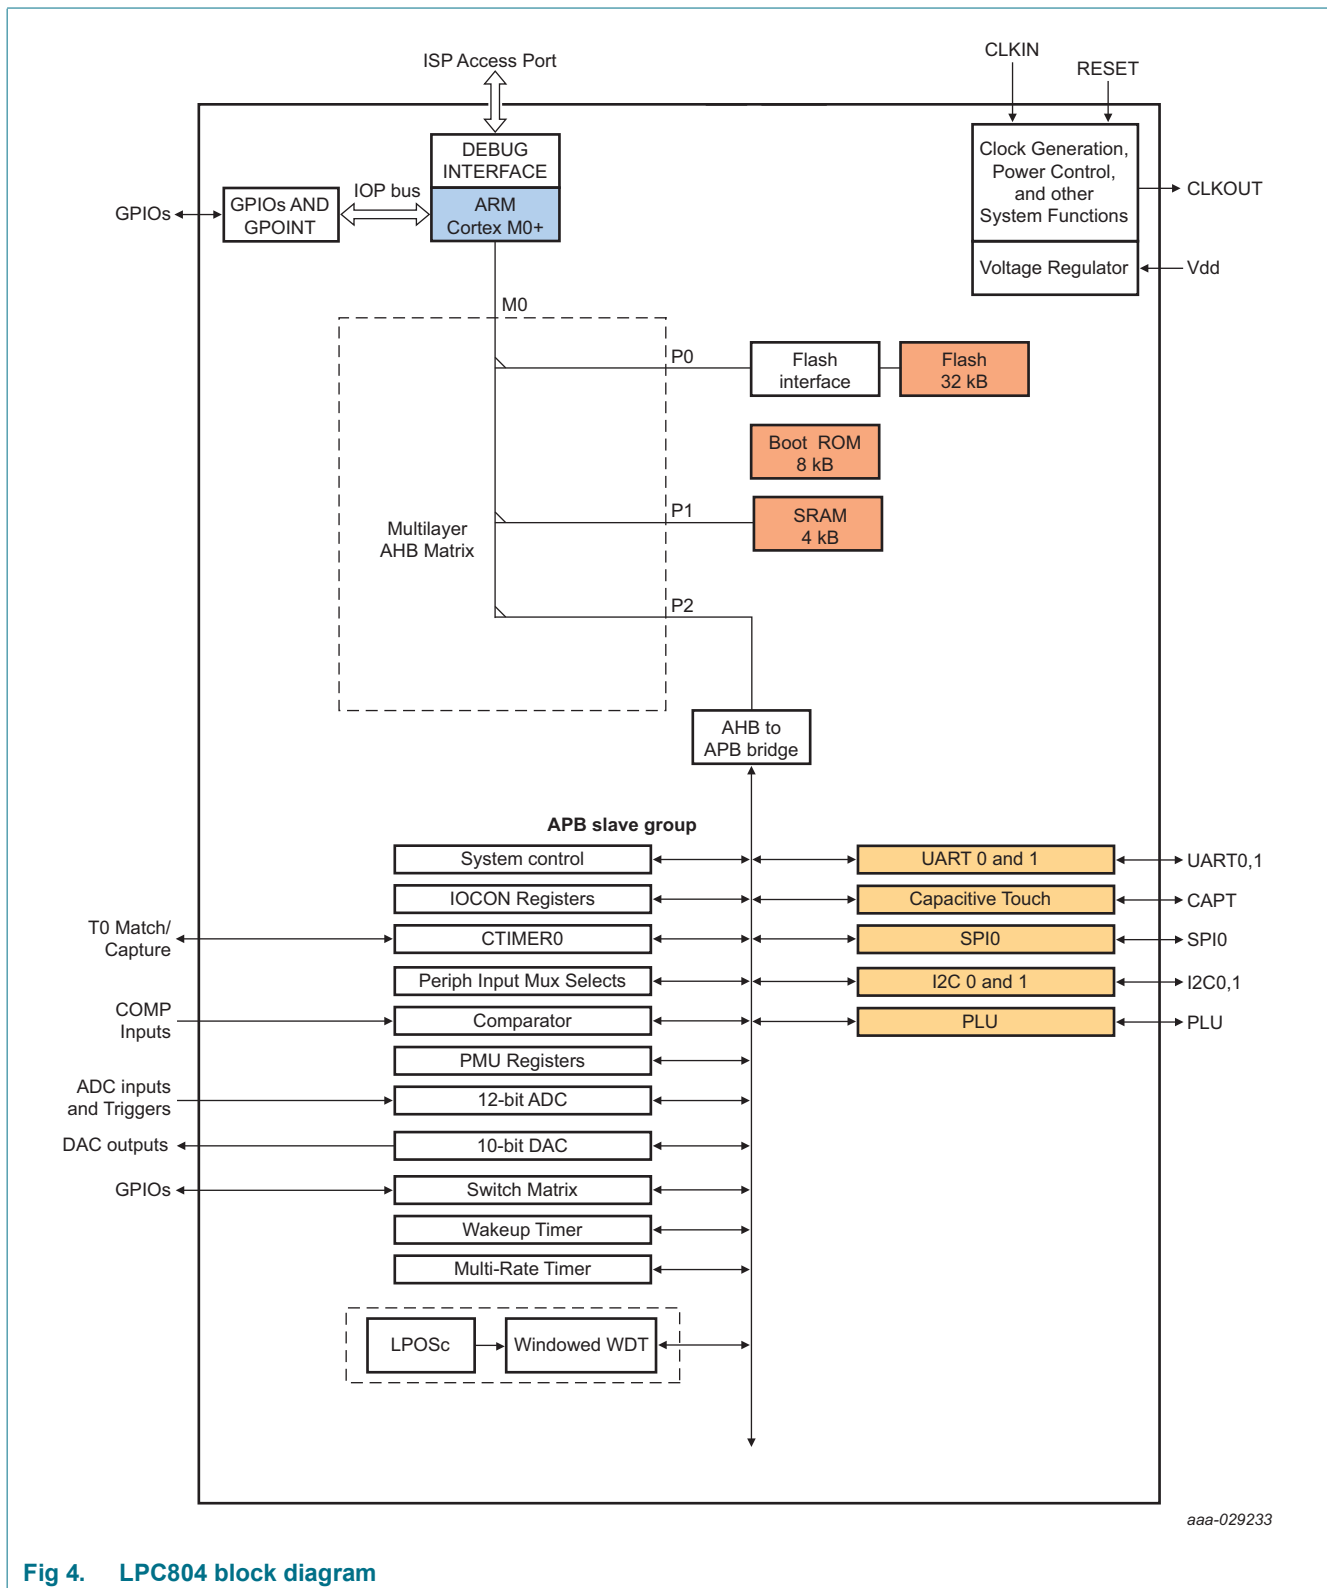 ISP Access Port
CLKIN
RESET
DEBUG
INTERFACE
Clock Generation,
Power Control,
and other
System Functions
CLKOUT
GPIOs
GPIOs AND
GPOINT
IOP bus
ARM
Cortex M0+
Voltage Regulator
Vdd
M0
P0
Flash
interface
Flash
32 kB
Boot ROM
8 kB
P1
SRAM
4 kB
Multilayer
AHB Matrix
P2
AHB to
APB bridge
APB slave group
System control
UART 0 and 1
UART0,1
IOCON Registers
Capacitive Touch
CAPT
T0 Match/
Capture
CTIMER0
SPI0
SPI0
Periph Input Mux Selects
I2C 0 and 1
I2C0,1
COMP
Inputs
Comparator
PLU
PLU
PMU Registers
ADC inputs
and Triggers
12-bit ADC
DAC outputs
10-bit DAC
GPIOs
Switch Matrix
Wakeup Timer
Multi-Rate Timer
LPOSc
Windowed WDT
aaa-029233
Fig 4. LPC804 block diagram